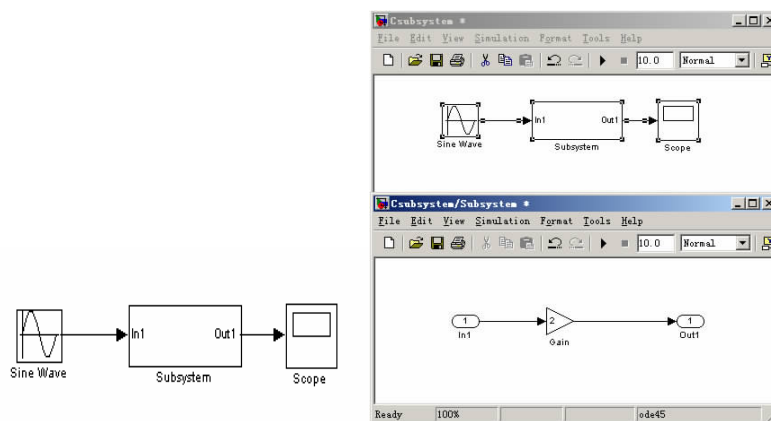 Csubsystem *
File Edit View Simulation Format Tools Help
10.0 Normal
In1 Out1
Sine Wave Subsystem Scope
Csubsystem/Subsystem *
File Edit View Simulation Format Tools Help
10.0 Normal
1 2 1
In1 Gain Out1
In1 Out1
Sine Wave Subsystem Scope
Ready 100% ode45